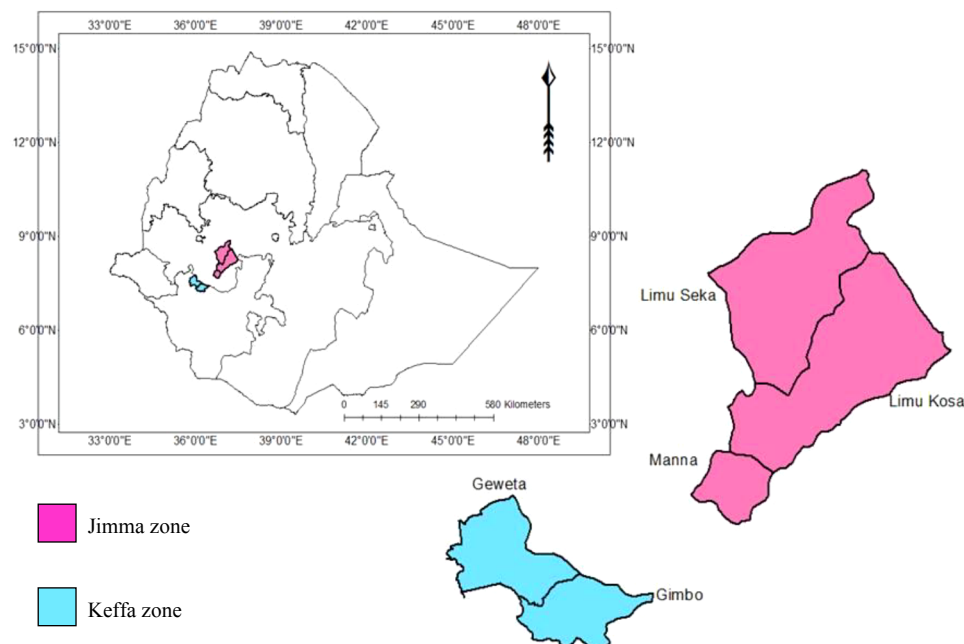 33°0'0"E 36°0'0"E 39°0'0"E 42°0'0"E 45°0'0"E 48°0'0"E
15°0'0"N 15°0'0"N
12°0'0"N 12°0'0"N
9°0'0"N 9°0'0"N
6°0'0"N 6°0'0"N
3°0'0"N 3°0'0"N
0 145 290 580 Kilometers
33°0'0"E 36°0'0"E 39°0'0"E 42°0'0"E 45°0'0"E 48°0'0"E
Limu Seka
Limu Kosa
Manna
Geweta
Gimbo
Jimma zone
Keffa zone